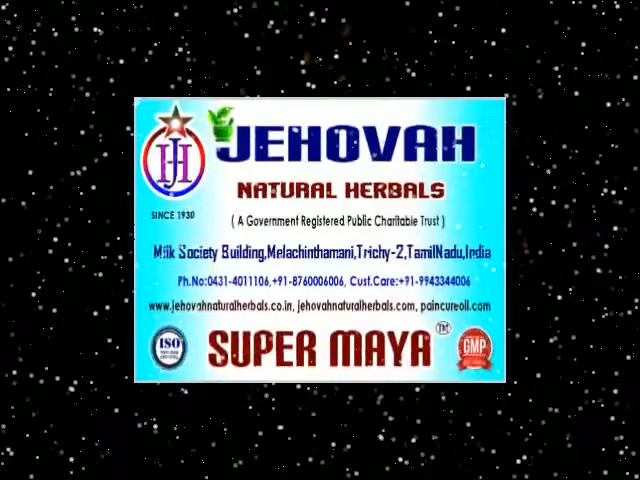 JEHOVAH
IJH
NATURAL HERBALS
SINCE 1930
( A Government Registered Public Charitable Trust )
Milk Society Building,Melachinthamani,Trichy-2,TamilNadu,India
Ph.No:0431-4011106,+91-8760006006, Cust.Care:+91-9943344006
www.jehovahnaturalherbals.co.in, jehovahnaturalherbals.com, paincureoil.com
SUPER MAYA TM
ISO
GMP